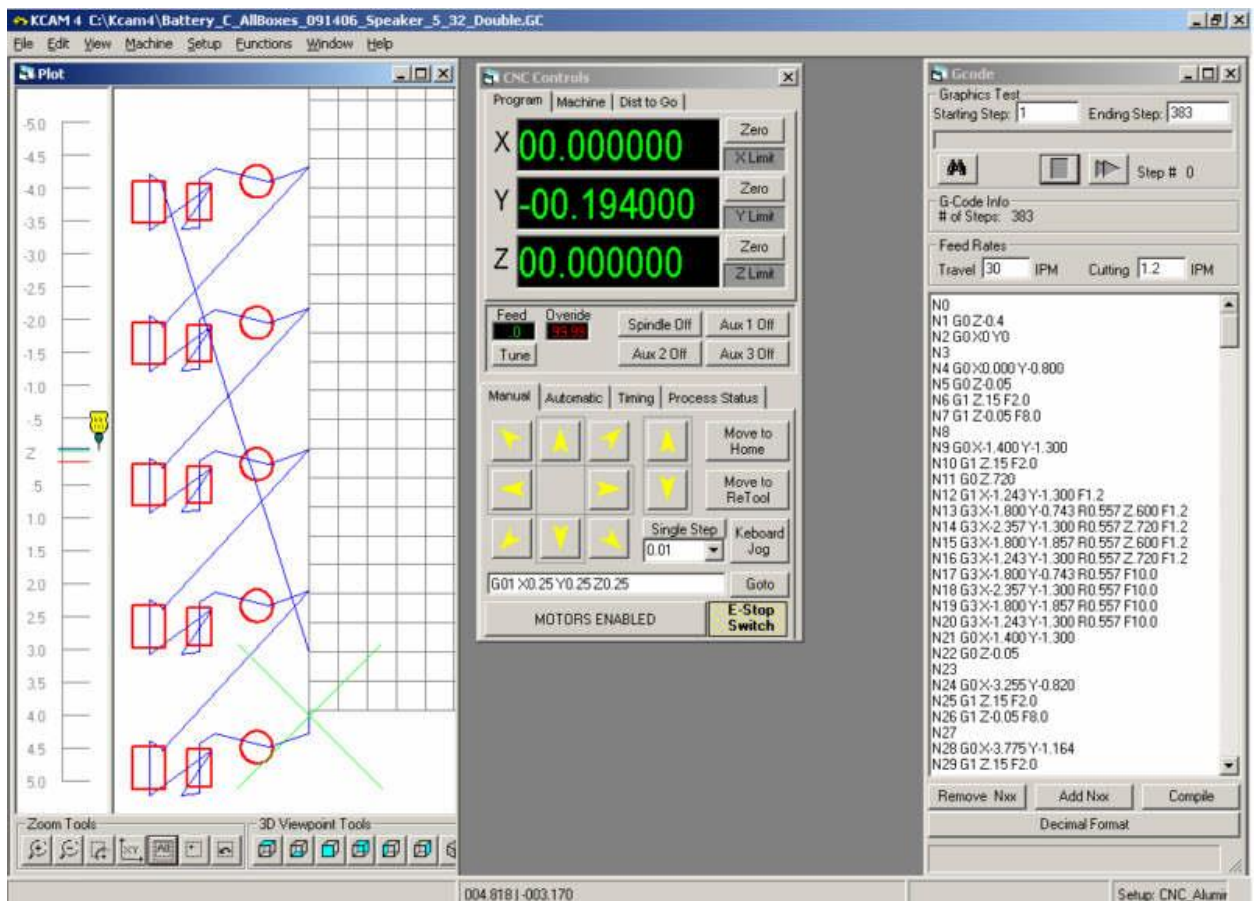 KCAM 4 C:\Kcam4\Battery_C_AllBoxes_091406_Speaker_5_32_Double.GC
File Edit View Machine Setup Functions Window Help
Plot
-5.0
-4.5
-4.0
-3.5
-3.0
-2.5
-2.0
-1.5
-1.0
-.5
Z
.5
1.0
1.5
2.0
2.5
3.0
3.5
4.0
4.5
5.0
Zoom Tools
XY
All
3D Viewpoint Tools
CNC Controls
Program Machine Dist to Go
X 00.000000 Zero
X Limit
Y -00.194000 Zero
Y Limit
Z 00.000000 Zero
Z Limit
Feed Overide
.0 99.99
Spindle Off Aux 1 Off
Tune Aux 2 Off Aux 3 Off
Manual Automatic Timing Process Status
Move to Home
Move to ReTool
Single Step
0.01
Keboard Jog
G01 X0.25 Y0.25 Z0.25 Goto
MOTORS ENABLED E-Stop Switch
Gcode
Graphics Test
Starting Step: 1 Ending Step: 383
Step # 0
G-Code Info
# of Steps: 383
Feed Rates
Travel 30 IPM Cutting 1.2 IPM
N0
N1 G0 Z-0.4
N2 G0 X0 Y0
N3
N4 G0 X0.000 Y-0.800
N5 G0 Z-0.05
N6 G1 Z.15 F2.0
N7 G1 Z-0.05 F8.0
N8
N9 G0 X-1.400 Y-1.300
N10 G1 Z.15 F2.0
N11 G0 Z.720
N12 G1 X-1.243 Y-1.300 F1.2
N13 G3 X-1.800 Y-0.743 R0.557 Z.600 F1.2
N14 G3 X-2.357 Y-1.300 R0.557 Z.720 F1.2
N15 G3 X-1.800 Y-1.857 R0.557 Z.600 F1.2
N16 G3 X-1.243 Y-1.300 R0.557 Z.720 F1.2
N17 G3 X-1.800 Y-0.743 R0.557 F10.0
N18 G3 X-2.357 Y-1.300 R0.557 F10.0
N19 G3 X-1.800 Y-1.857 R0.557 F10.0
N20 G3 X-1.243 Y-1.300 R0.557 F10.0
N21 G0 X-1.400 Y-1.300
N22 G0 Z-0.05
N23
N24 G0 X-3.255 Y-0.820
N25 G1 Z.15 F2.0
N26 G1 Z-0.05 F8.0
N27
N28 G0 X-3.775 Y-1.164
N29 G1 Z.15 F2.0
Remove Nxx Add Nxx Compile
Decimal Format
004.818 | -003.170
Setup: CNC_Alumir